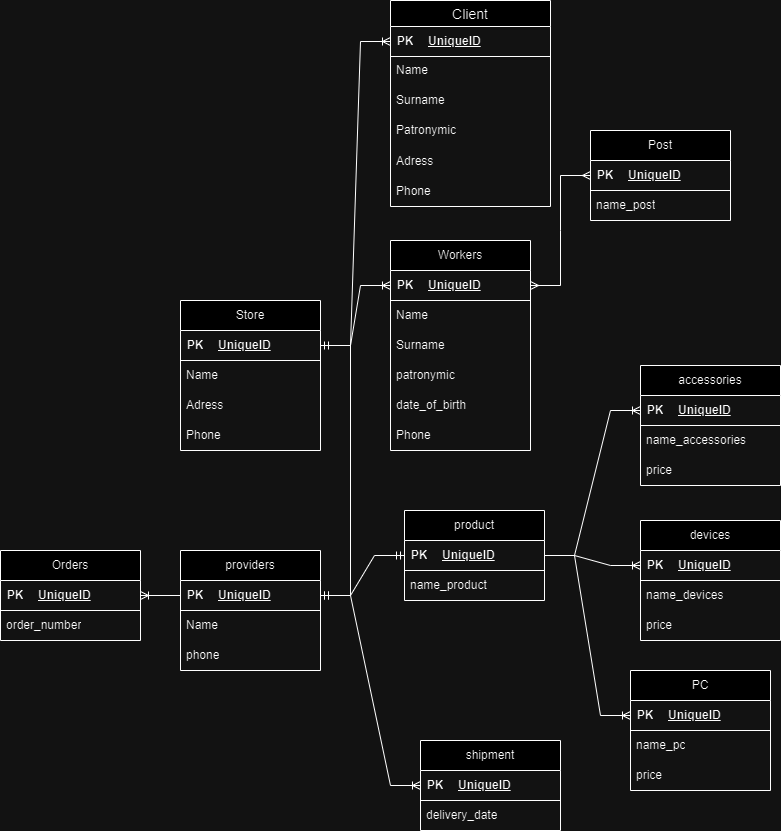 Client
PK UniqueID
Name
Surname
Patronymic
Adress
Phone
Post
PK UniqueID
name_post
Workers
PK UniqueID
Name
Surname
patronymic
date_of_birth
Phone
Store
PK UniqueID
Name
Adress
Phone
accessories
PK UniqueID
name_accessories
price
product
PK UniqueID
name_product
devices
PK UniqueID
name_devices
price
Orders
PK UniqueID
order_number
providers
PK UniqueID
Name
phone
PC
PK UniqueID
name_pc
price
shipment
PK UniqueID
delivery_date